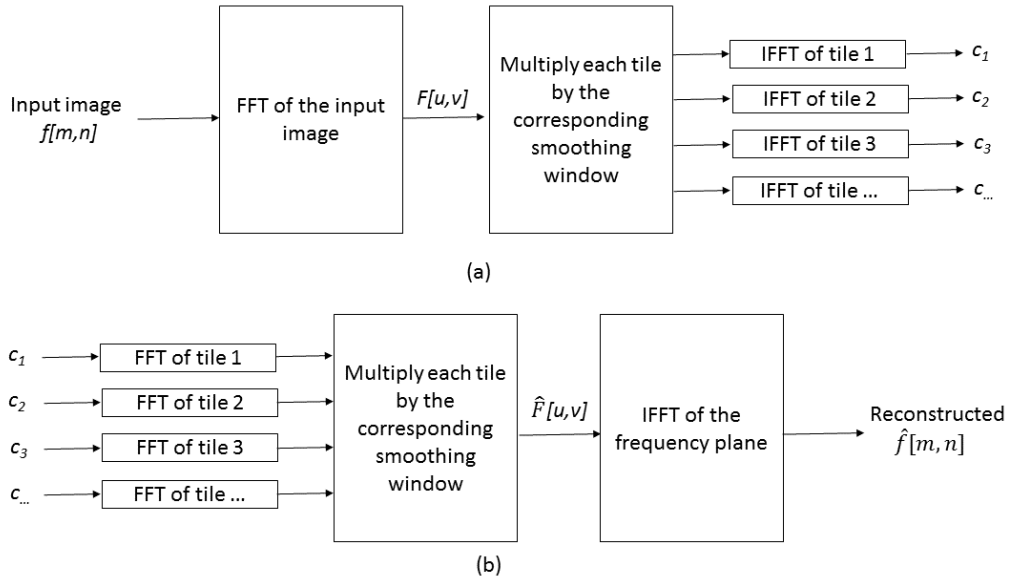 Input image
f[m,n]
FFT of the input
image
F[u,v]
Multiply each tile
by the
corresponding
smoothing
window
IFFT of tile 1
c1
IFFT of tile 2
c2
IFFT of tile 3
c3
IFFT of tile ...
c...
(a)
c1
FFT of tile 1
c2
FFT of tile 2
c3
FFT of tile 3
c...
FFT of tile ...
Multiply each tile
by the
corresponding
smoothing
window
F̂[u,v]
IFFT of the
frequency plane
Reconstructed
f̂[m, n]
(b)